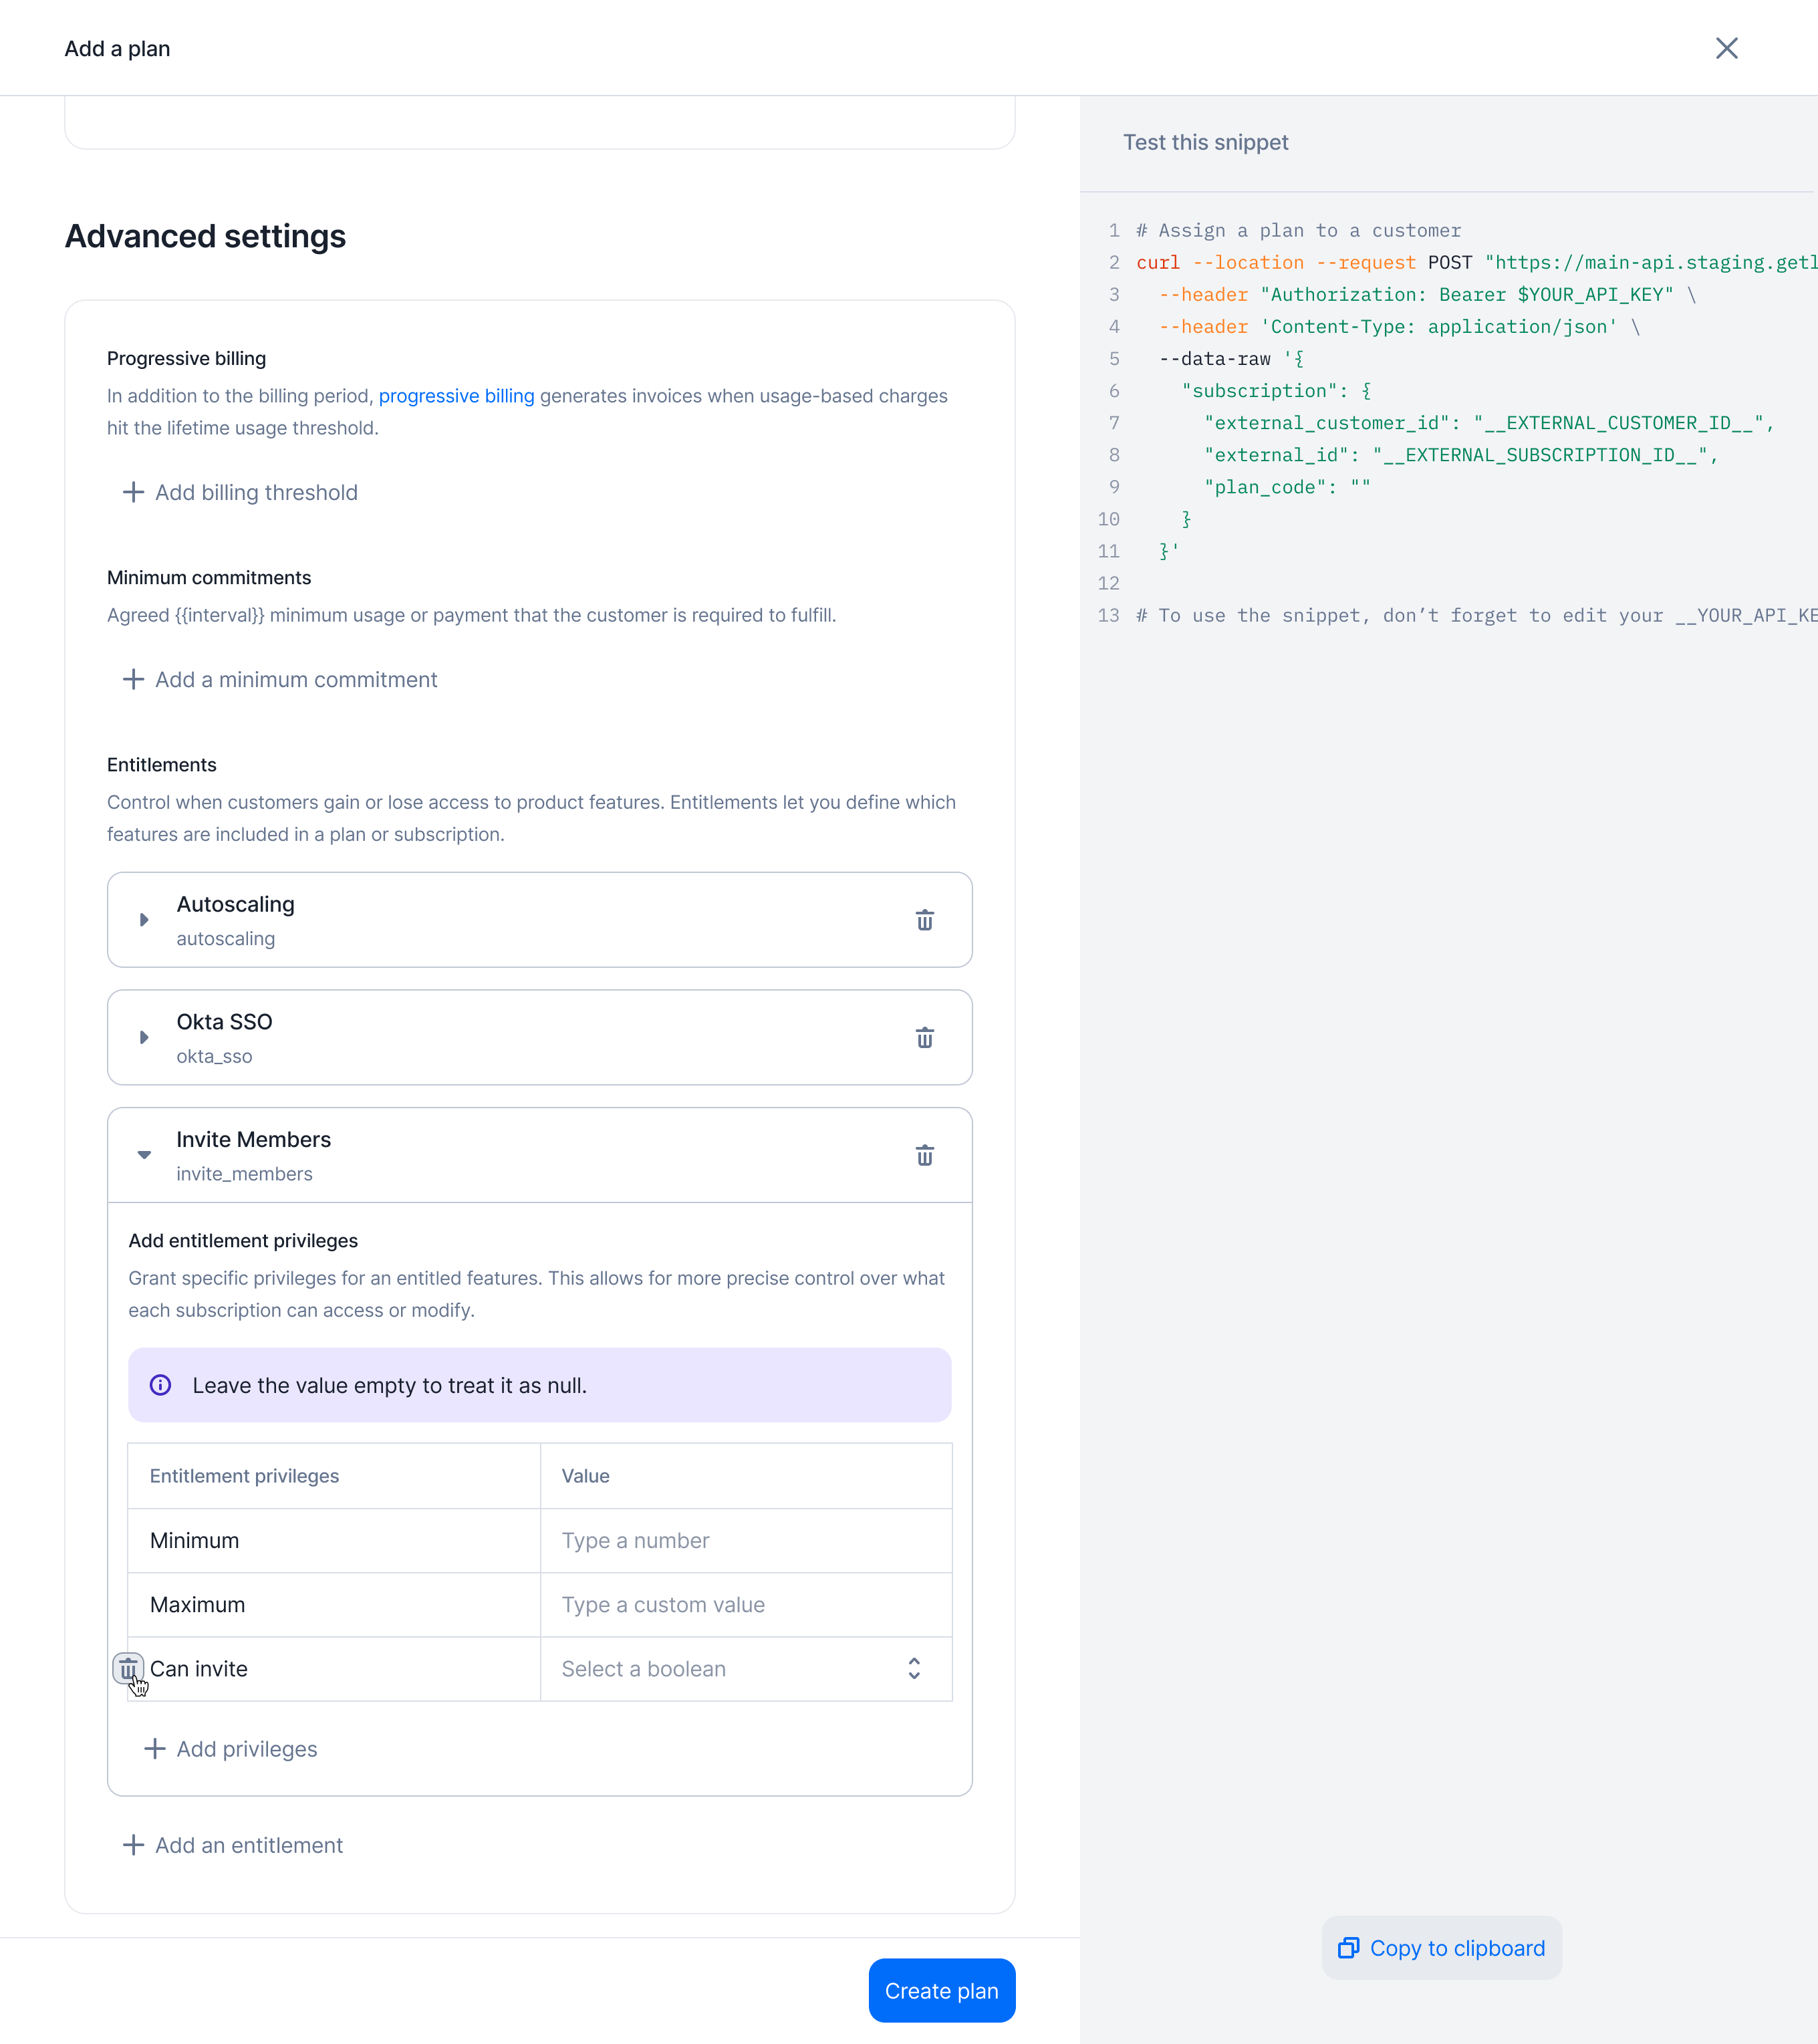 Add a plan
Advanced settings
Progressive billing
In addition to the billing period, progressive billing generates invoices when usage-based charges
hit the lifetime usage threshold.
Add billing threshold
Minimum commitments
Agreed {{interval}} minimum usage or payment that the customer is required to fulfill.
Add a minimum commitment
Entitlements
Control when customers gain or lose access to product features. Entitlements let you define which
features are included in a plan or subscription.
Autoscaling
autoscaling
Okta SSO
okta_sso
Invite Members
invite_members
Add entitlement privileges
Grant specific privileges for an entitled features. This allows for more precise control over what
each subscription can access or modify.
Leave the value empty to treat it as null.
Entitlement privileges Value
Minimum Type a number
Maximum Type a custom value
Can invite Select a boolean
Add privileges
Add an entitlement
Create plan
Test this snippet
1 # Assign a plan to a customer
2 curl --location --request POST "https://main-api.staging.getl
3 --header "Authorization: Bearer $YOUR_API_KEY" \
4 --header 'Content-Type: application/json' \
5 --data-raw '{
6 "subscription": {
7 "external_customer_id": "__EXTERNAL_CUSTOMER_ID__",
8 "external_id": "__EXTERNAL_SUBSCRIPTION_ID__",
9 "plan_code": ""
10 }
11 }'
12
13 # To use the snippet, don’t forget to edit your __YOUR_API_KE
Copy to clipboard